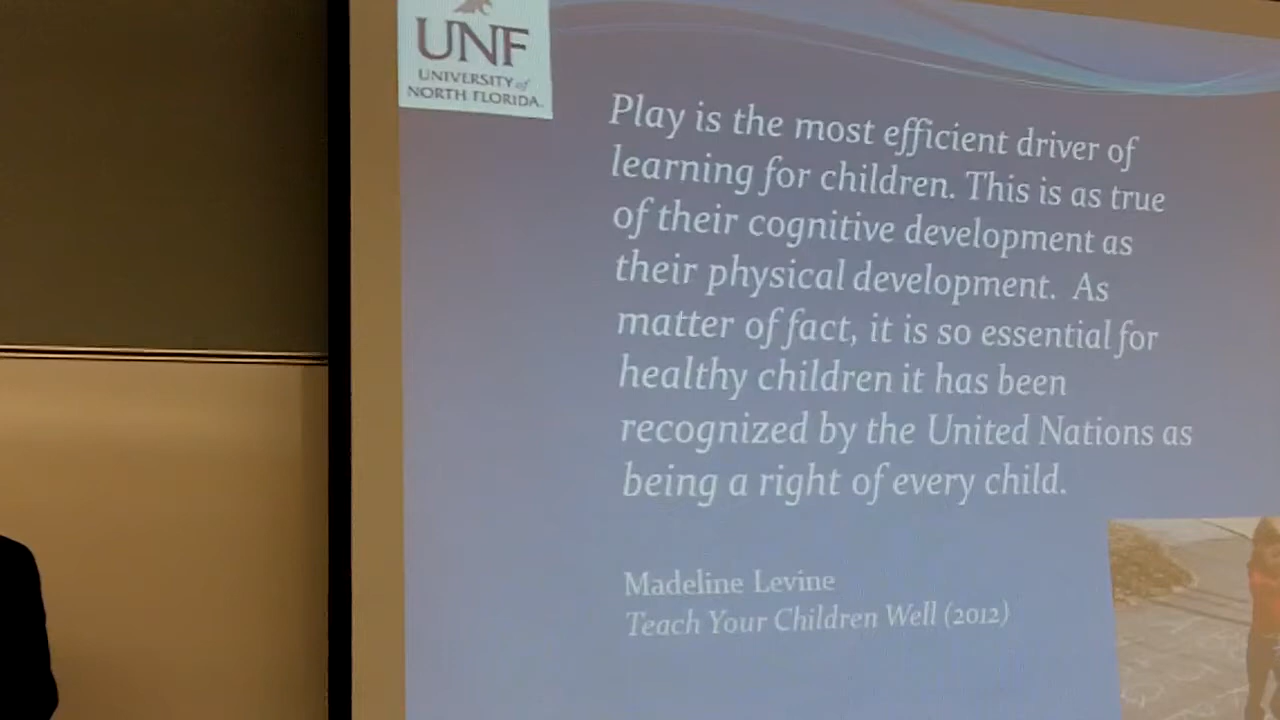 UNF
UNIVERSITY of
NORTH FLORIDA.
Play is the most efficient driver of
learning for children. This is as true
of their cognitive development as
their physical development. As
matter of fact, it is so essential for
healthy children it has been
recognized by the United Nations as
being a right of every child.
Madeline Levine
Teach Your Children Well (2012)